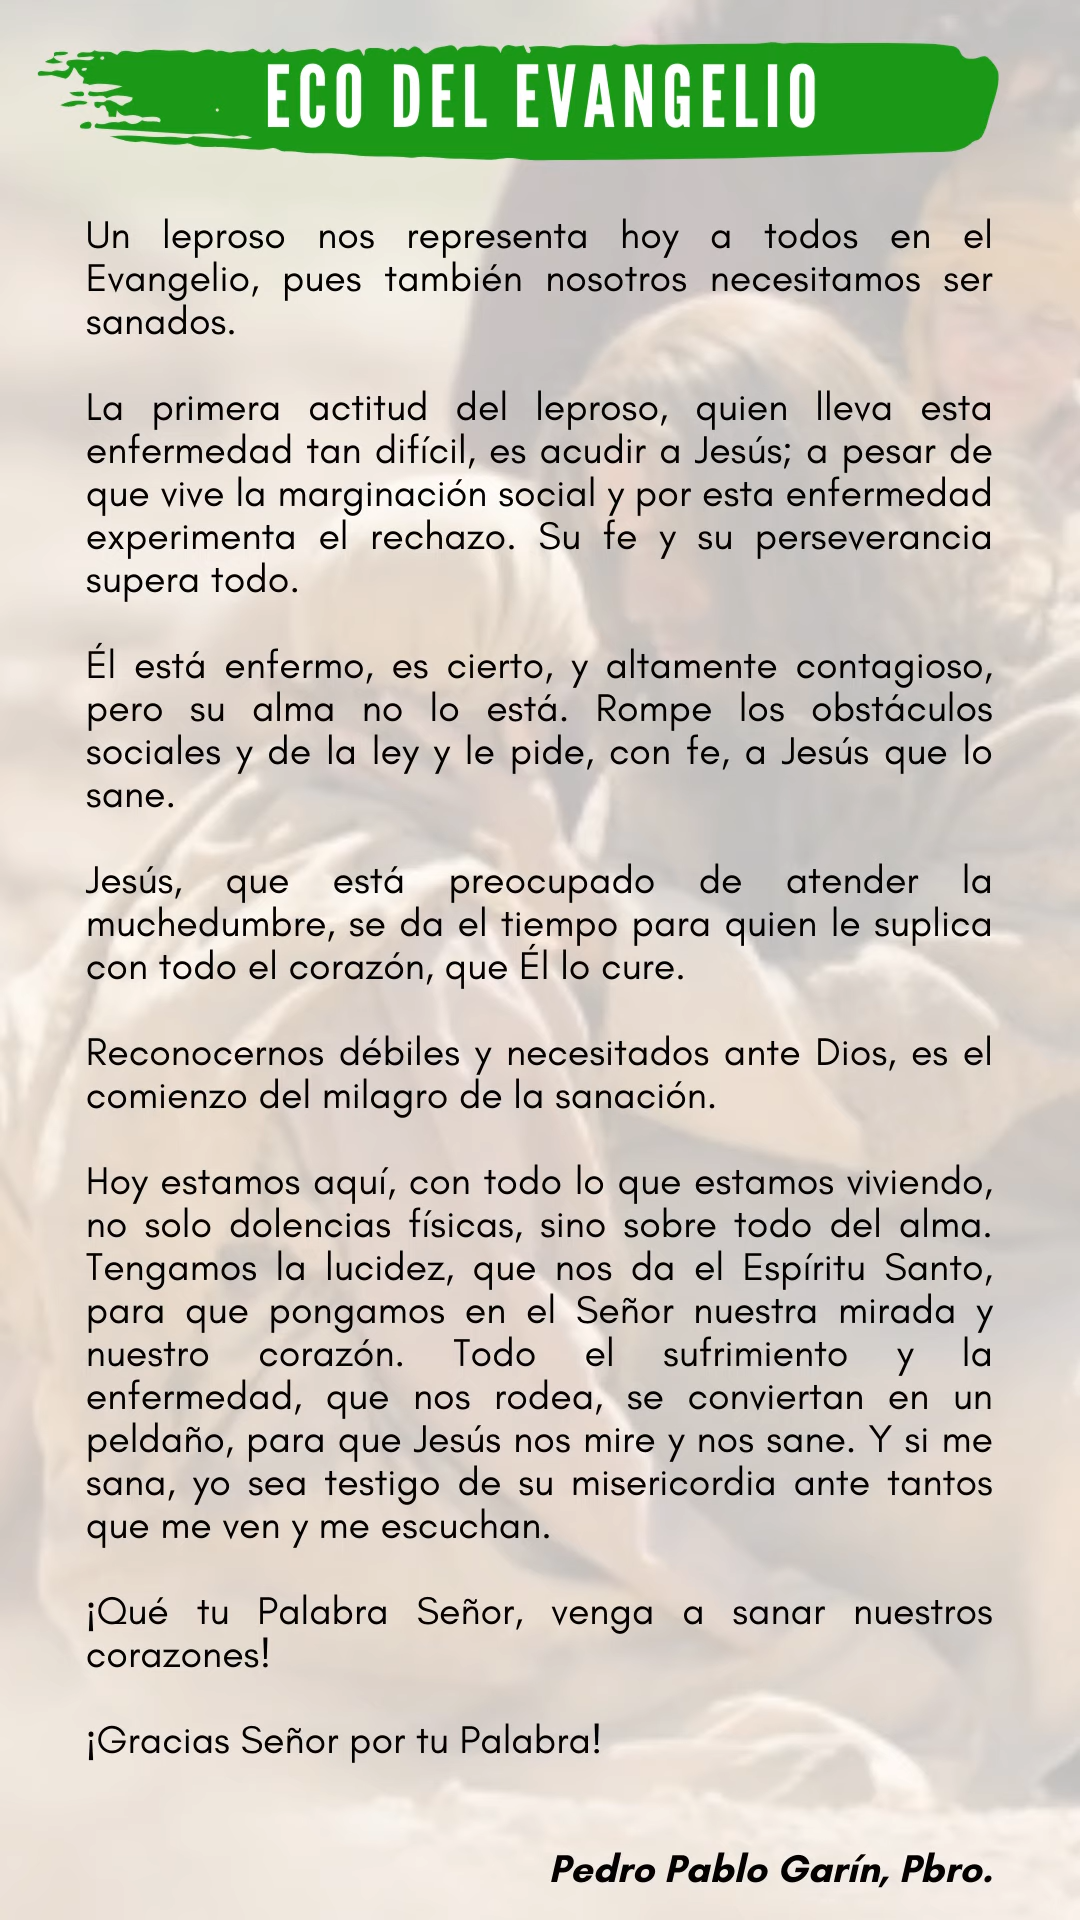 ECO DEL EVANGELIO
Un leproso nos representa hoy a todos en el
Evangelio, pues también nosotros necesitamos ser
sanados.
La primera actitud del leproso, quien lleva esta
enfermedad tan difícil, es acudir a Jesús; a pesar de
que vive la marginación social y por esta enfermedad
experimenta el rechazo. Su fe y su perseverancia
supera todo.
Él está enfermo, es cierto, y altamente contagioso,
pero su alma no lo está. Rompe los obstáculos
sociales y de la ley y le pide, con fe, a Jesús que lo
sane.
Jesús, que está preocupado de atender la
muchedumbre, se da el tiempo para quien le suplica
con todo el corazón, que Él lo cure.
Reconocernos débiles y necesitados ante Dios, es el
comienzo del milagro de la sanación.
Hoy estamos aquí, con todo lo que estamos viviendo,
no solo dolencias físicas, sino sobre todo del alma.
Tengamos la lucidez, que nos da el Espíritu Santo,
para que pongamos en el Señor nuestra mirada y
nuestro corazón. Todo el sufrimiento y la
enfermedad, que nos rodea, se conviertan en un
peldaño, para que Jesús nos mire y nos sane. Y si me
sana, yo sea testigo de su misericordia ante tantos
que me ven y me escuchan.
¡Qué tu Palabra Señor, venga a sanar nuestros
corazones!
¡Gracias Señor por tu Palabra!
Pedro Pablo Garín, Pbro.